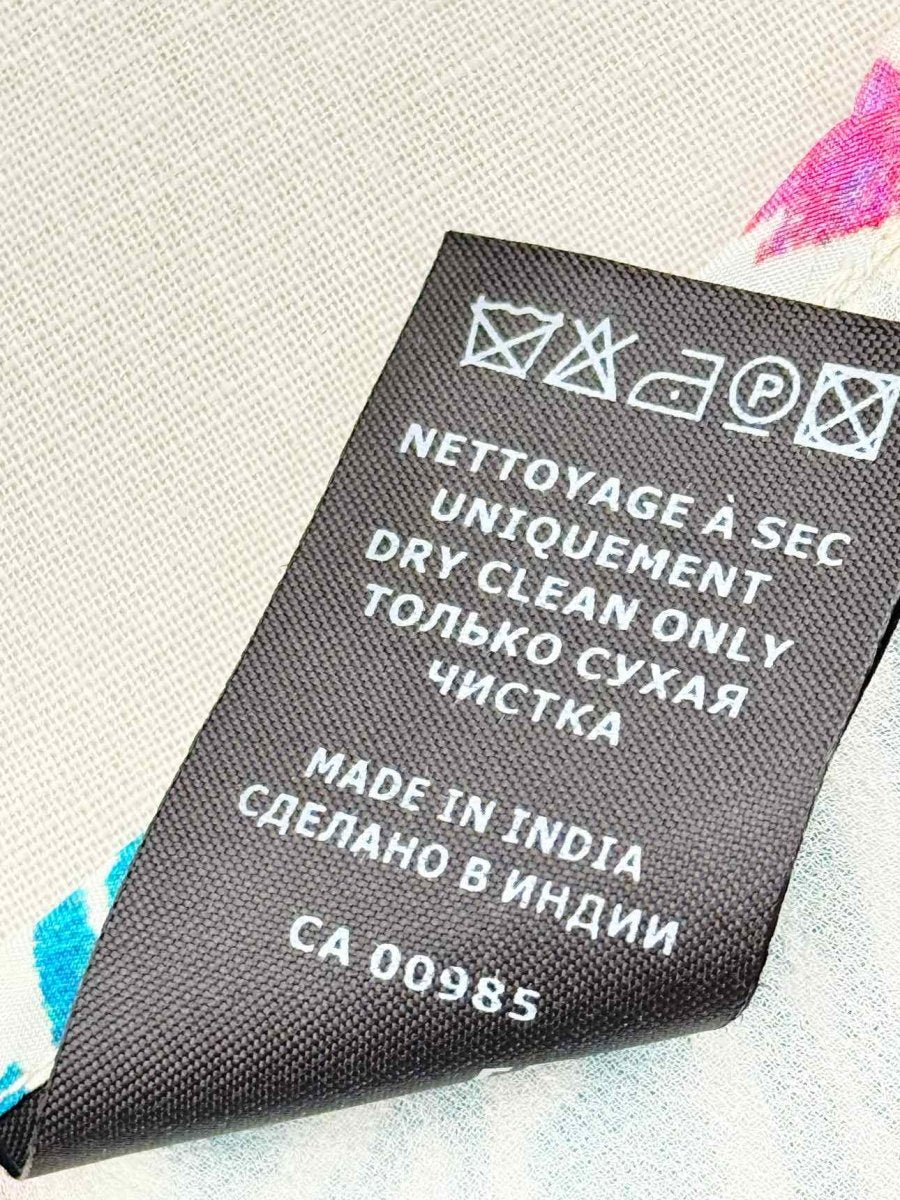 P
NETTOYAGE À SEC
UNIQUEMENT
DRY CLEAN ONLY
ТОЛЬКО СУХАЯ
ЧИСТКА
MADE IN INDIA
СДЕЛАНО В ИНДИИ
CA 00985